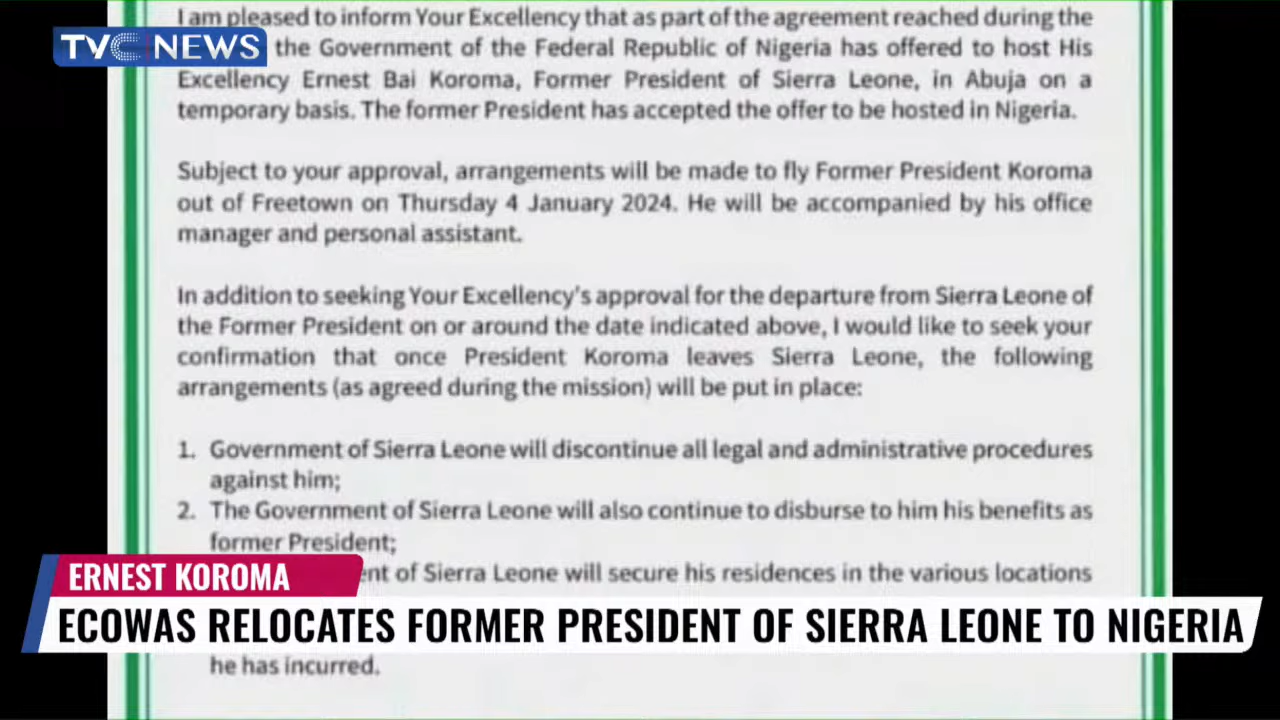 I am pleased to inform Your Excellency that as part of the agreement reached during the
TVC NEWS
the Government of the Federal Republic of Nigeria has offered to host His
Excellency Ernest Bai Koroma, Former President of Sierra Leone, in Abuja on a
temporary basis. The former President has accepted the offer to be hosted in Nigeria.
Subject to your approval, arrangements will be made to fly Former President Koroma
out of Freetown on Thursday 4 January 2024. He will be accompanied by his office
manager and personal assistant.
In addition to seeking Your Excellency's approval for the departure from Sierra Leone of
the Former President on or around the date indicated above, I would like to seek your
confirmation that once President Koroma leaves Sierra Leone, the following
arrangements (as agreed during the mission) will be put in place:
1. Government of Sierra Leone will discontinue all legal and administrative procedures
against him;
2. The Government of Sierra Leone will also continue to disburse to him his benefits as
former President;
of Sierra Leone will secure his residences in the various locations
ERNEST KOROMA
ECOWAS RELOCATES FORMER PRESIDENT OF SIERRA LEONE TO NIGERIA
he has incurred.